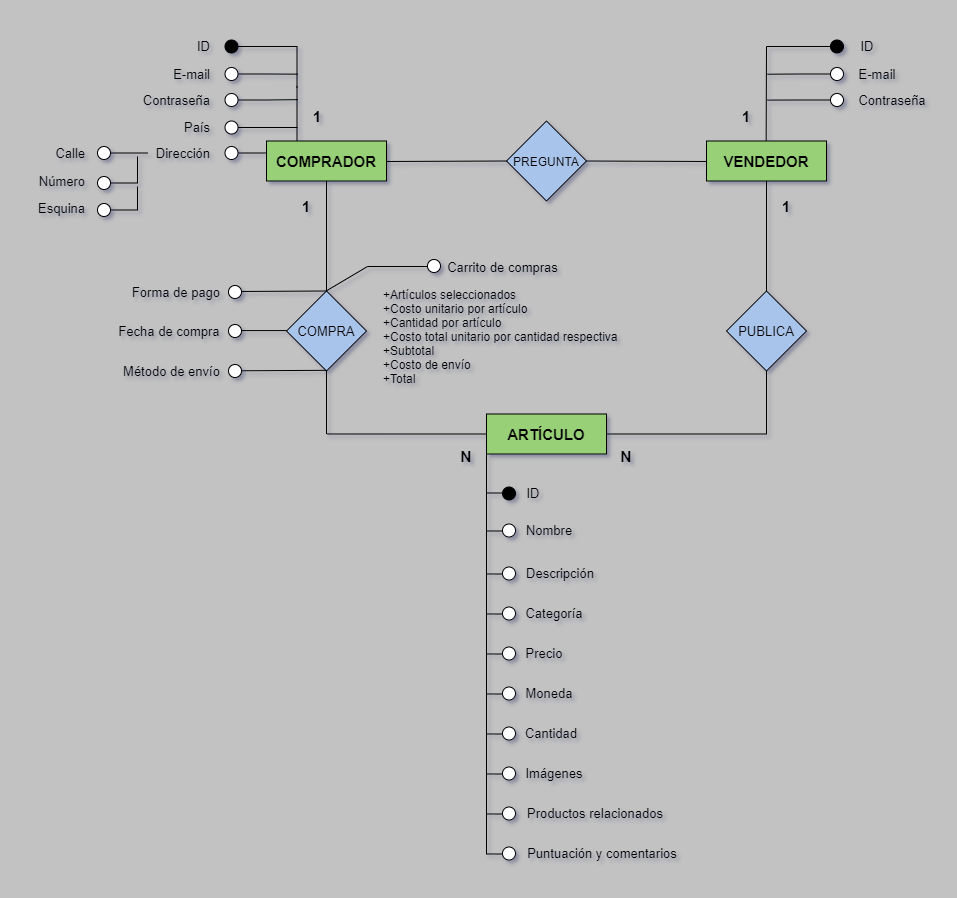 ID
E-mail
Contraseña
País
Dirección
Calle
Número
Esquina
1
COMPRADOR
1
PREGUNTA
ID
E-mail
Contraseña
1
VENDEDOR
1
Carrito de compras
+Artículos seleccionados
+Costo unitario por artículo
+Cantidad por artículo
+Costo total unitario por cantidad respectiva
+Subtotal
+Costo de envío
+Total
Forma de pago
Fecha de compra
Método de envío
COMPRA
PUBLICA
ARTÍCULO
N
N
ID
Nombre
Descripción
Categoría
Precio
Moneda
Cantidad
Imágenes
Productos relacionados
Puntuación y comentarios